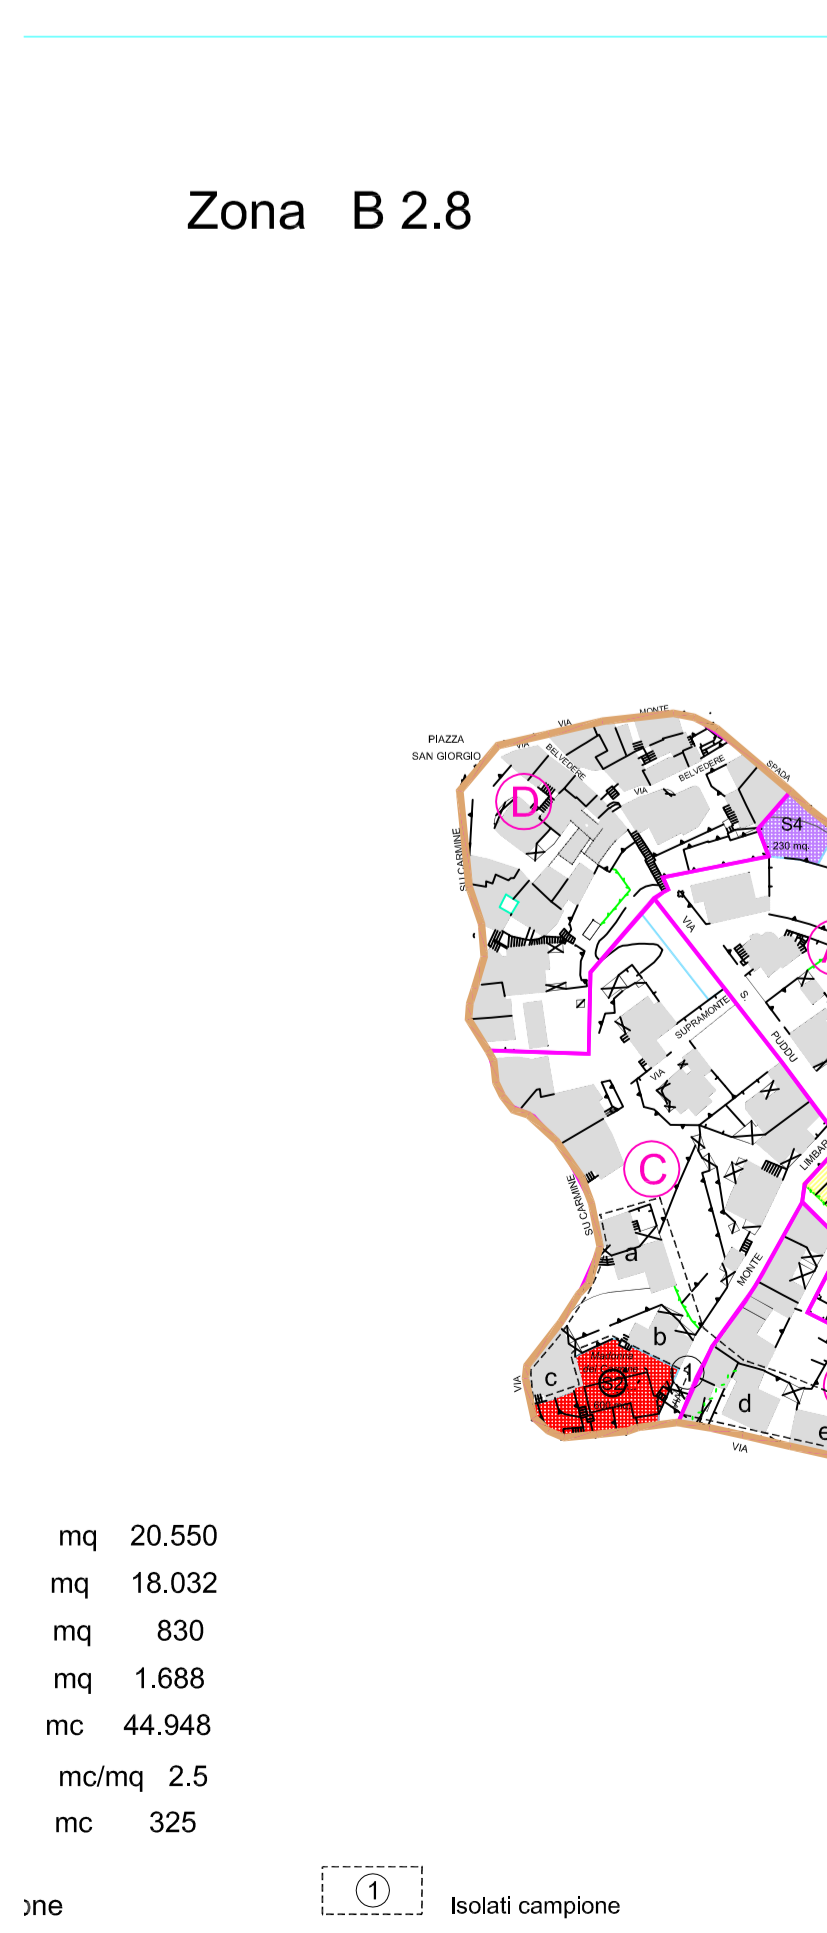 Zona B 2.8
VIA
MONTE
PIAZZA
SAN GIORGIO
VIA
BELVEDERE
BELVEDERE
VIA
SPADA
D
S4
230 mq.
SU CARMINE
VIA
S.
PUDDU
SUPRAMONTE
VIA
C
SU CARMINE
MONTE
a
b
c
1
d
e
VIA
VIA
mq 20.550
mq 18.032
mq 830
mq 1.688
mc 44.948
mc/mq 2.5
mc 325
1
Isolati campione